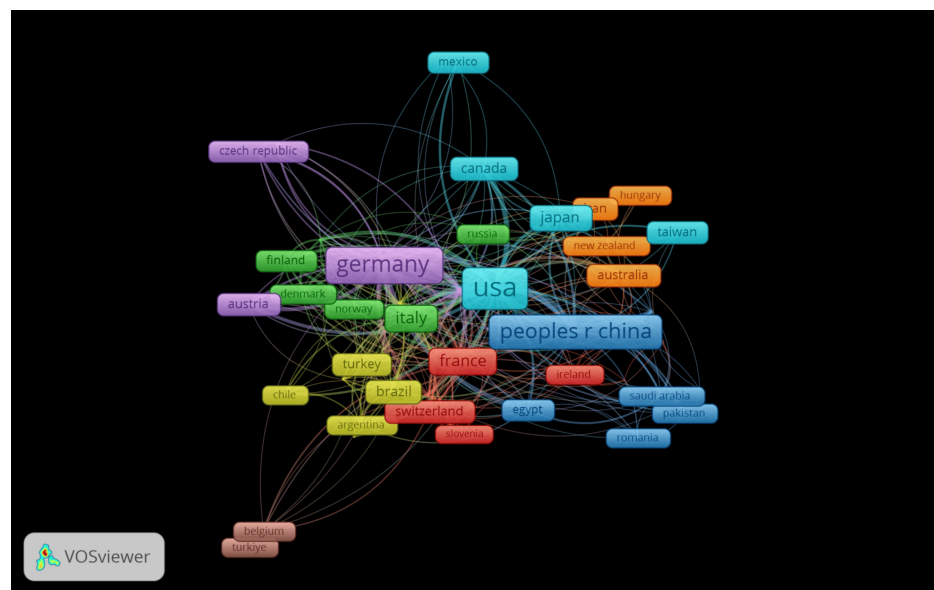 mexico
czech republic
canada
hungary
iran
japan
taiwan
russia
new zealand
finland
germany
australia
usa
denmark
austria
norway
italy
peoples r china
france
turkey
ireland
chile
brazil
saudi arabia
switzerland
egypt
pakistan
argentina
slovenia
romania
belgium
turkiye
VOSviewer